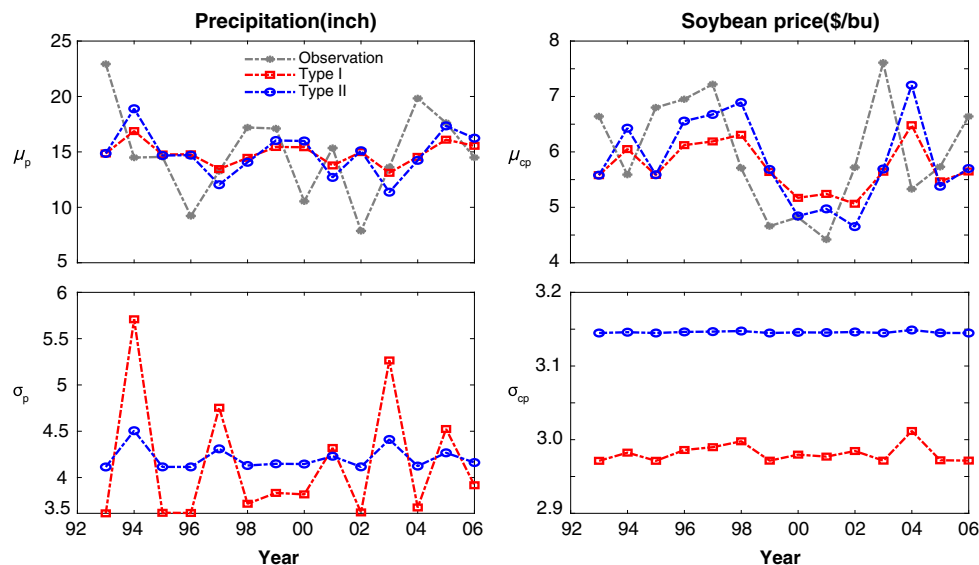 Precipitation(inch)
25
20
15
10
5
μp
Observation
Type I
Type II
Soybean price($/bu)
8
7
6
5
4
μcp
6
5.5
5
4.5
4
3.5
σp
92 94 96 98 00 02 04 06
Year
3.2
3.1
3.0
2.9
σcp
92 94 96 98 00 02 04 06
Year